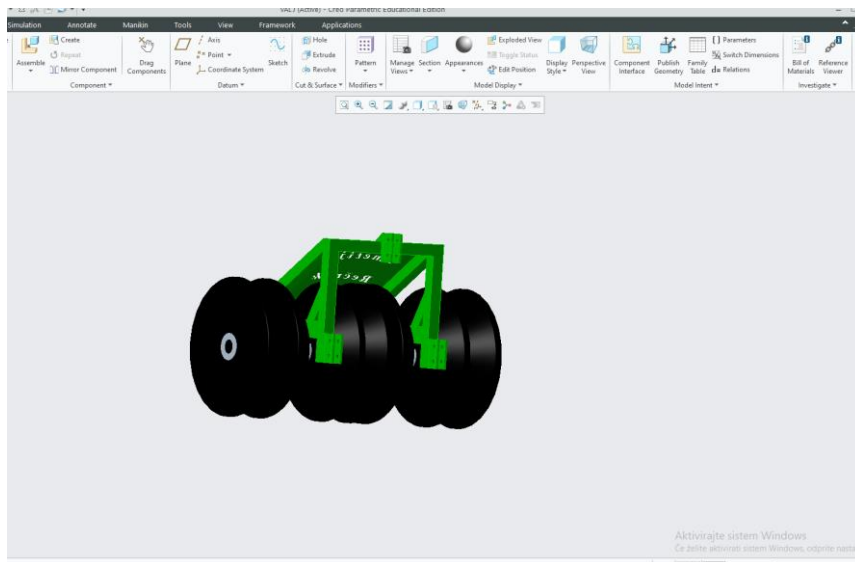 VALJ (Active) - Creo Parametric Educational Edition
Simulation Annotate Manikin Tools View Framework Applications
Create Axis Hole Exploded View Parameters
Repeat Point Extrude Toggle Status Switch Dimensions
Assemble Mirror Component Drag Components Plane Coordinate System Sketch Revolve Pattern Manage Views Section Appearances Edit Position Display Style Perspective View Component Interface Publish Geometry Family Table d= Relations Bill of Materials Reference Viewer
Component Datum Cut & Surface Modifiers Model Display Model Intent Investigate
Aktivirajte sistem Windows
Če želite aktivirati sistem Windows, odprite